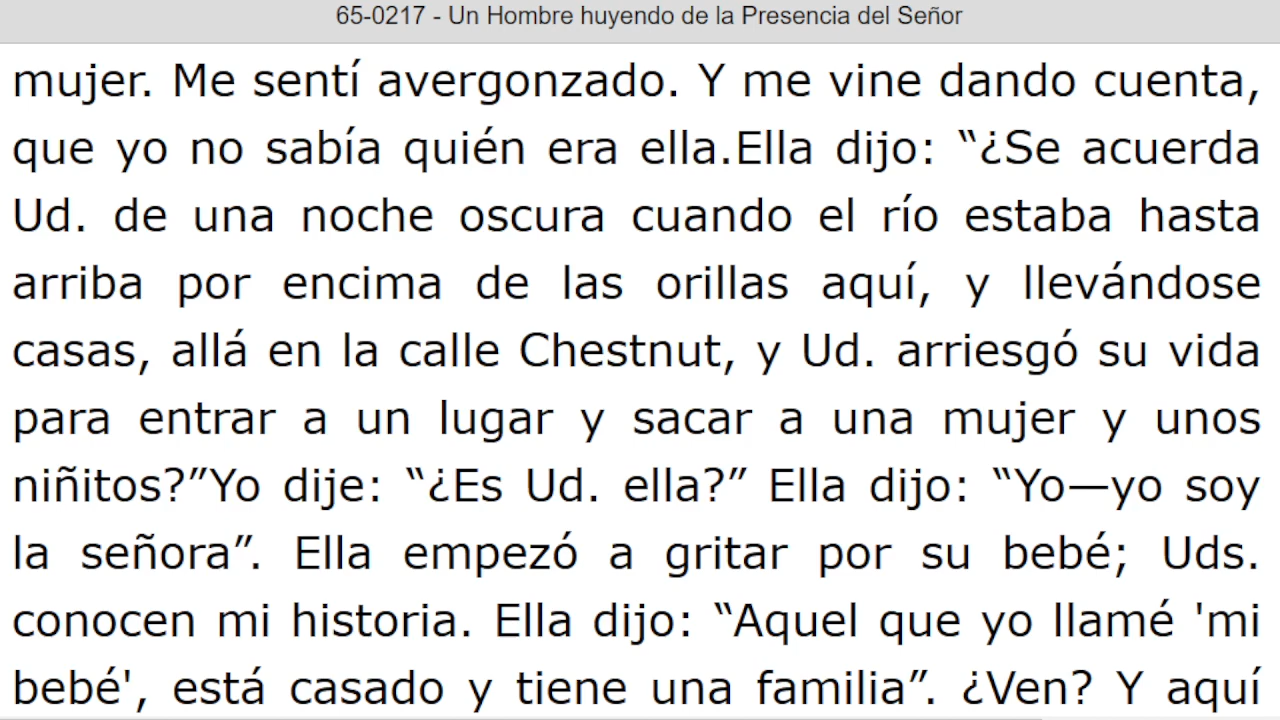 65-0217 - Un Hombre huyendo de la Presencia del Señor
mujer. Me sentí avergonzado. Y me vine dando cuenta,
que yo no sabía quién era ella.Ella dijo: “¿Se acuerda
Ud. de una noche oscura cuando el río estaba hasta
arriba por encima de las orillas aquí, y llevándose
casas, allá en la calle Chestnut, y Ud. arriesgó su vida
para entrar a un lugar y sacar a una mujer y unos
niñitos?”Yo dije: “¿Es Ud. ella?” Ella dijo: “Yo—yo soy
la señora”. Ella empezó a gritar por su bebé; Uds.
conocen mi historia. Ella dijo: “Aquel que yo llamé 'mi
bebé', está casado y tiene una familia”. ¿Ven? Y aquí